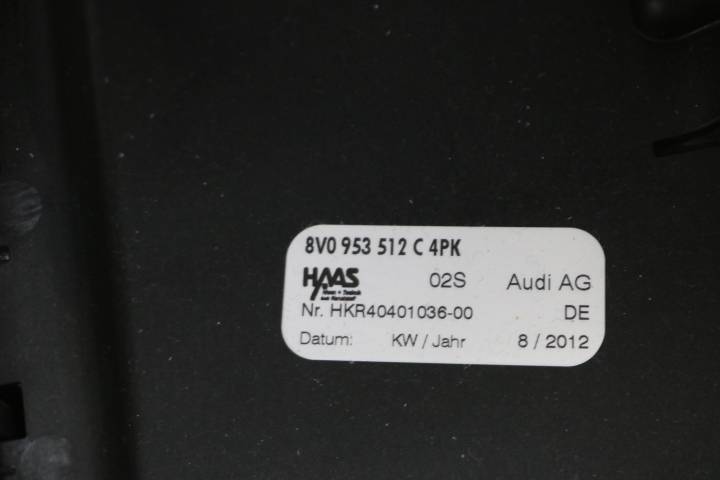 8V0 953 512 C 4PK
HAAS 02S Audi AG
Nr. HKR40401036-00 DE
Datum: KW / Jahr 8 / 2012